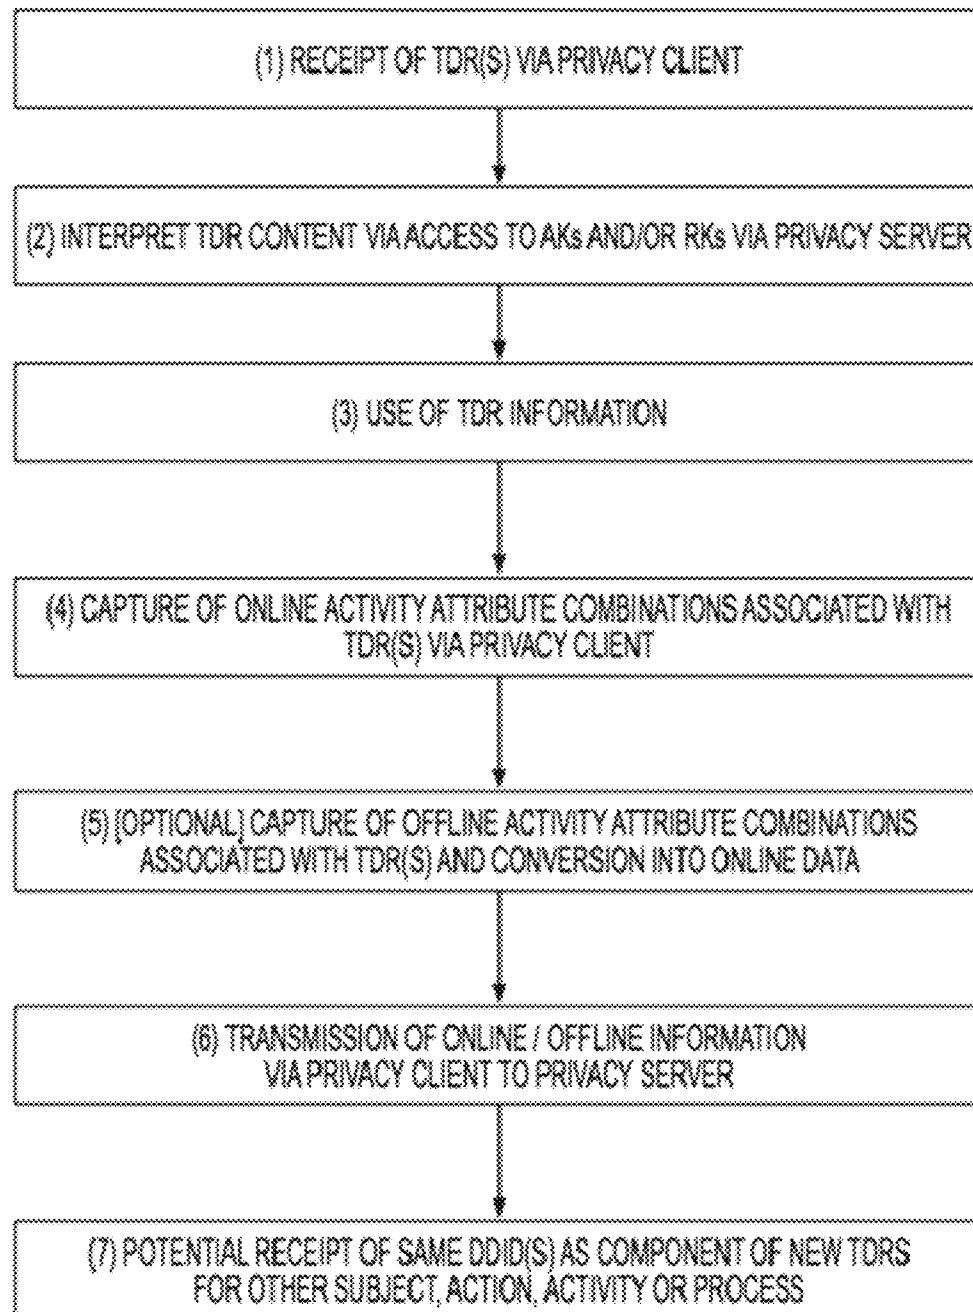 (1) RECEIPT OF TDR(S) VIA PRIVACY CLIENT
(2) INTERPRET TDR CONTENT VIA ACCESS TO AKs AND/OR RKs VIA PRIVACY SERVER
(3) USE OF TDR INFORMATION
(4) CAPTURE OF ONLINE ACTIVITY ATTRIBUTE COMBINATIONS ASSOCIATED WITH
TDR(S) VIA PRIVACY CLIENT
(5) [OPTIONAL] CAPTURE OF OFFLINE ACTIVITY ATTRIBUTE COMBINATIONS
ASSOCIATED WITH TDR(S) AND CONVERSION INTO ONLINE DATA
(6) TRANSMISSION OF ONLINE / OFFLINE INFORMATION
VIA PRIVACY CLIENT TO PRIVACY SERVER
(7) POTENTIAL RECEIPT OF SAME DDID(S) AS COMPONENT OF NEW TDRS
FOR OTHER SUBJECT, ACTION, ACTIVITY OR PROCESS